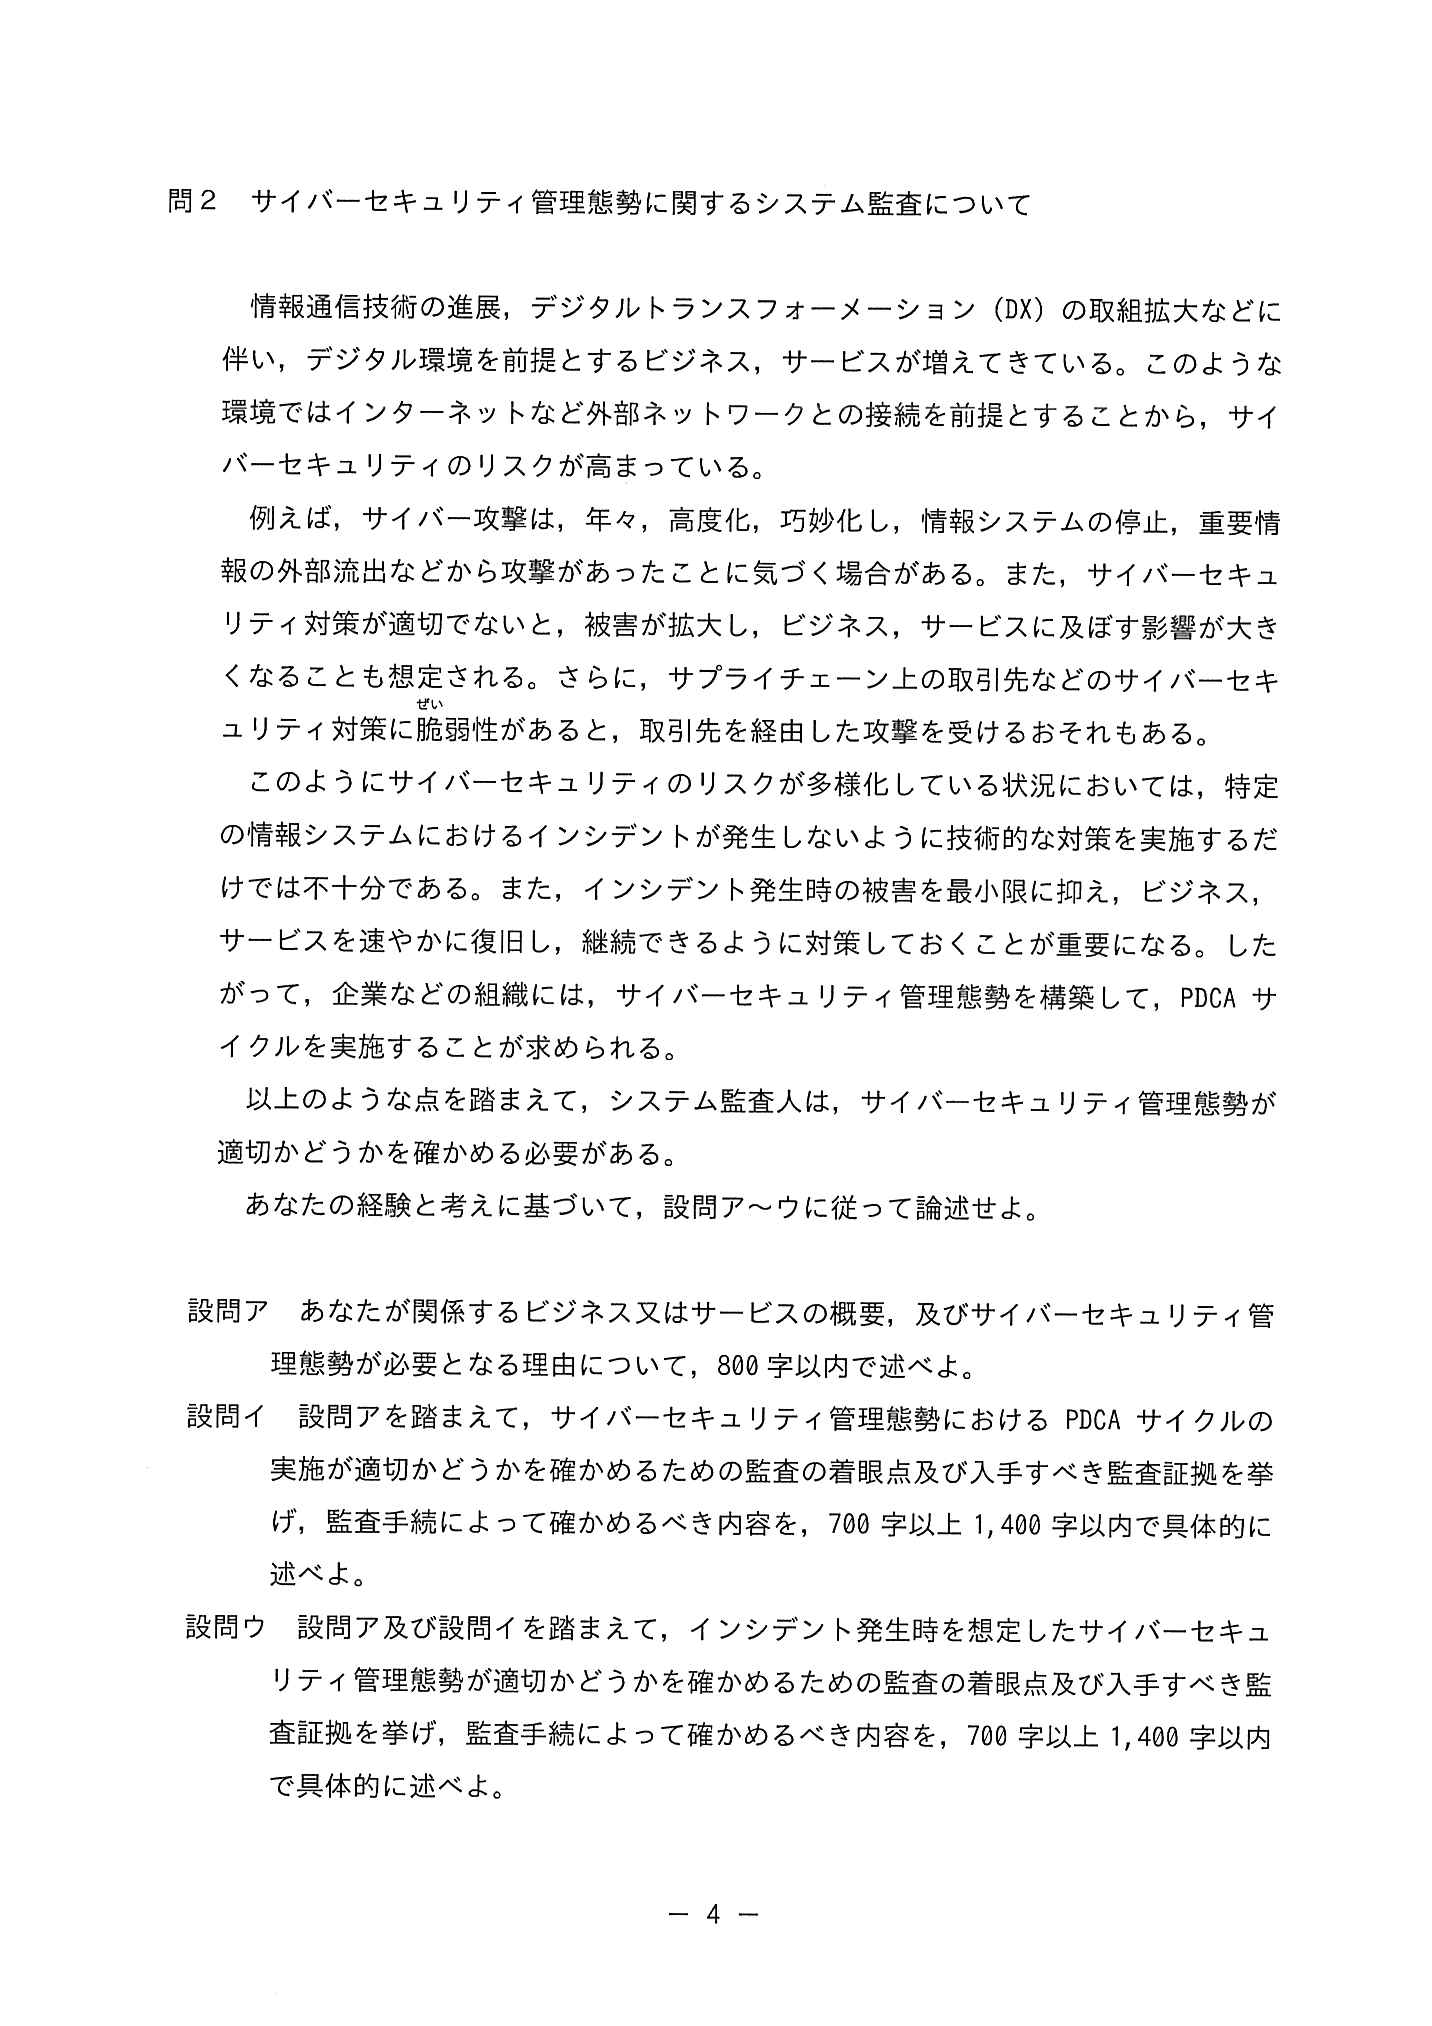 問２　サイバーセキュリティ管理態勢に関するシステム監査について
情報通信技術の進展，デジタルトランスフォーメーション（DX）の取組拡大などに
伴い，デジタル環境を前提とするビジネス，サービスが増えてきている。このような
環境ではインターネットなど外部ネットワークとの接続を前提とすることから，サイ
バーセキュリティのリスクが高まっている。
例えば，サイバー攻撃は，年々，高度化，巧妙化し，情報システムの停止，重要情
報の外部流出などから攻撃があったことに気づく場合がある。また，サイバーセキュ
リティ対策が適切でないと，被害が拡大し，ビジネス，サービスに及ぼす影響が大き
くなることも想定される。さらに，サプライチェーン上の取引先などのサイバーセキ
ぜい
ュリティ対策に脆弱性があると，取引先を経由した攻撃を受けるおそれもある。
このようにサイバーセキュリティのリスクが多様化している状況においては，特定
の情報システムにおけるインシデントが発生しないように技術的な対策を実施するだ
けでは不十分である。また，インシデント発生時の被害を最小限に抑え，ビジネス，
サービスを速やかに復旧し，継続できるように対策しておくことが重要になる。した
がって，企業などの組織には，サイバーセキュリティ管理態勢を構築して，PDCA サ
イクルを実施することが求められる。
以上のような点を踏まえて，システム監査人は，サイバーセキュリティ管理態勢が
適切かどうかを確かめる必要がある。
あなたの経験と考えに基づいて，設問ア～ウに従って論述せよ。
設問ア　あなたが関係するビジネス又はサービスの概要，及びサイバーセキュリティ管
理態勢が必要となる理由について，800 字以内で述べよ。
設問イ　設問アを踏まえて，サイバーセキュリティ管理態勢における PDCA サイクルの
実施が適切かどうかを確かめるための監査の着眼点及び入手すべき監査証拠を挙
げ，監査手続によって確かめるべき内容を，700 字以上 1,400 字以内で具体的に
述べよ。
設問ウ　設問ア及び設問イを踏まえて，インシデント発生時を想定したサイバーセキュ
リティ管理態勢が適切かどうかを確かめるための監査の着眼点及び入手すべき監
査証拠を挙げ，監査手続によって確かめるべき内容を，700 字以上 1,400 字以内
で具体的に述べよ。
－ 4 －